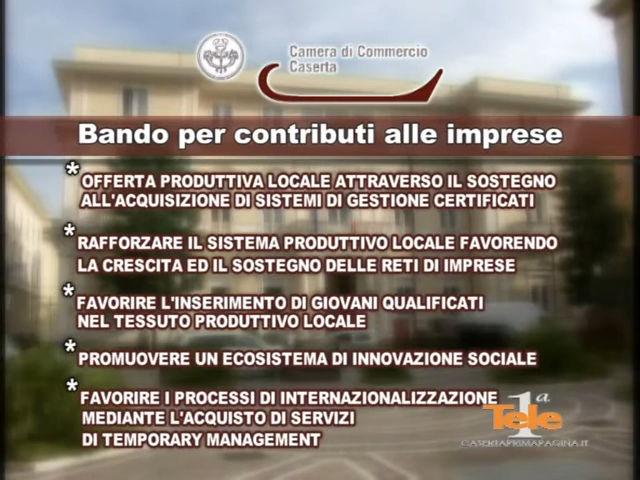 Camera di Commercio
Caserta
Bando per contributi alle imprese
* OFFERTA PRODUTTIVA LOCALE ATTRAVERSO IL SOSTEGNO
ALL'ACQUISIZIONE DI SISTEMI DI GESTIONE CERTIFICATI
* RAFFORZARE IL SISTEMA PRODUTTIVO LOCALE FAVORENDO
LA CRESCITA ED IL SOSTEGNO DELLE RETI DI IMPRESE
* FAVORIRE L'INSERIMENTO DI GIOVANI QUALIFICATI
NEL TESSUTO PRODUTTIVO LOCALE
* PROMUOVERE UN ECOSISTEMA DI INNOVAZIONE SOCIALE
* FAVORIRE I PROCESSI DI INTERNAZIONALIZZAZIONE
MEDIANTE L'ACQUISTO DI SERVIZI
DI TEMPORARY MANAGEMENT
Tele 1a
CASERTAPRIMAPAGINA.IT